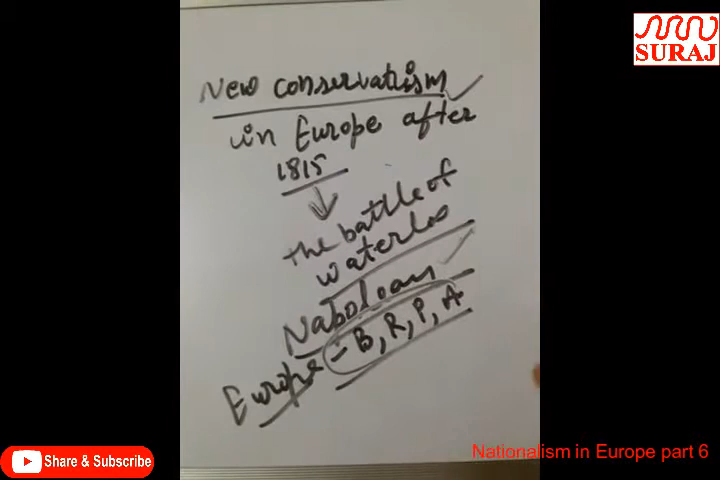 SURAJ
New conservatism
in Europe after
1815
the battle of
waterloo
Naboloan
Europe - B, R, P, A
Nationalism in Europe part 6
Share & Subscribe